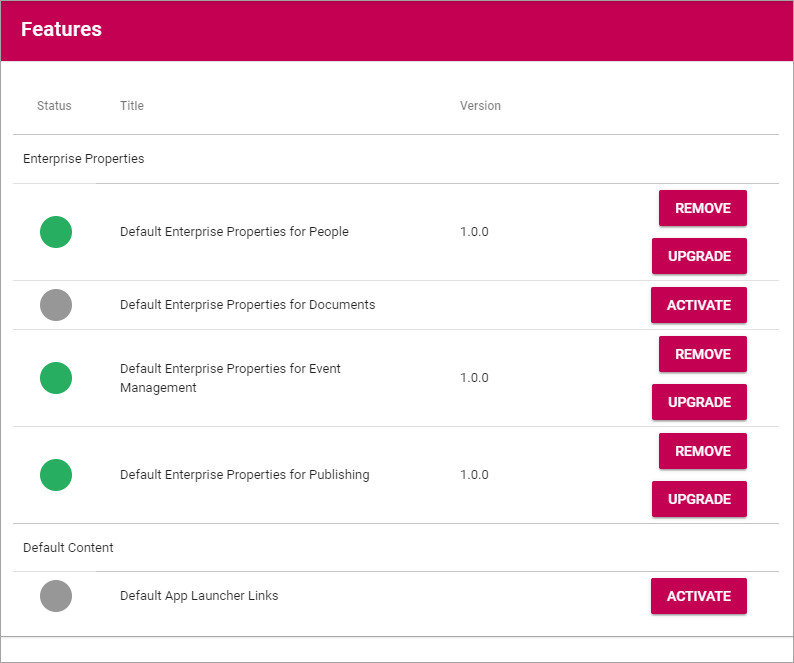 Features
Status Title Version
Enterprise Properties
REMOVE
Default Enterprise Properties for People 1.0.0
UPGRADE
Default Enterprise Properties for Documents ACTIVATE
REMOVE
Default Enterprise Properties for Event
Management 1.0.0
UPGRADE
REMOVE
Default Enterprise Properties for Publishing 1.0.0
UPGRADE
Default Content
Default App Launcher Links ACTIVATE